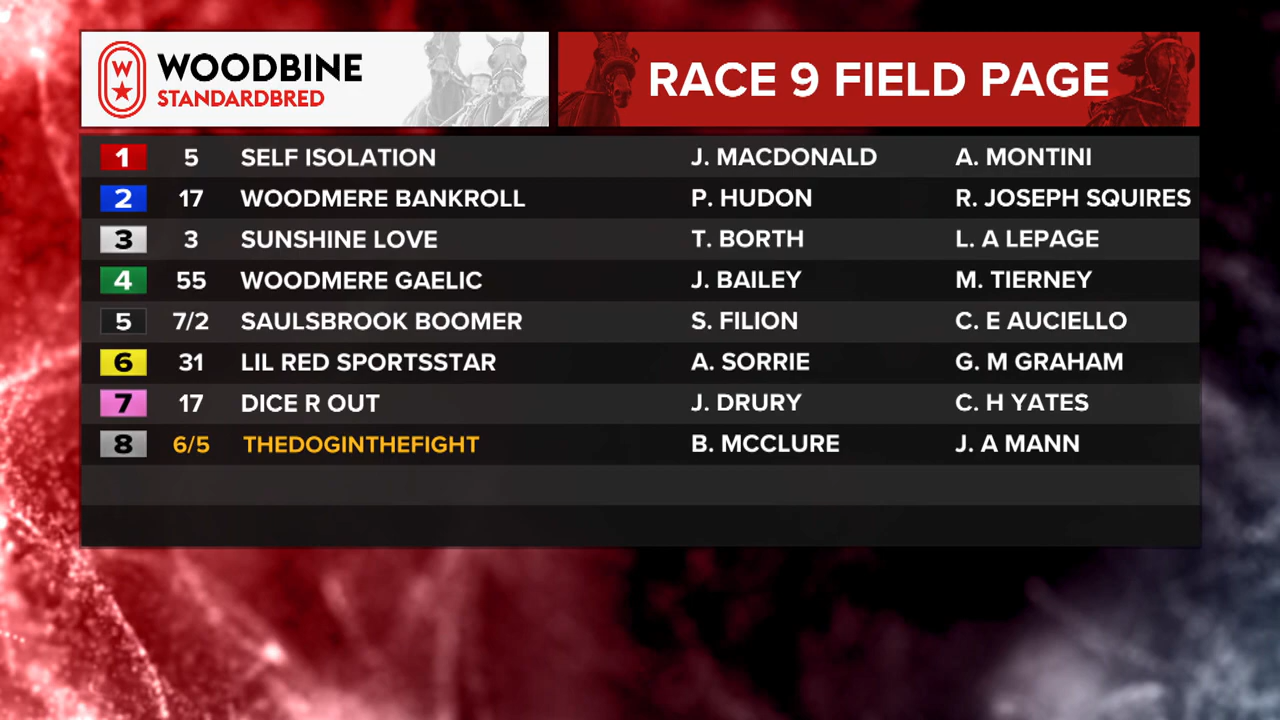 W
WOODBINE
STANDARDBRED
RACE 9 FIELD PAGE
1 5 SELF ISOLATION J. MACDONALD A. MONTINI
2 17 WOODMERE BANKROLL P. HUDON R. JOSEPH SQUIRES
3 3 SUNSHINE LOVE T. BORTH L. A LEPAGE
4 55 WOODMERE GAELIC J. BAILEY M. TIERNEY
5 7/2 SAULSBROOK BOOMER S. FILION C. E AUCIELLO
6 31 LIL RED SPORTSSTAR A. SORRIE G. M GRAHAM
7 17 DICE R OUT J. DRURY C. H YATES
8 6/5 THEDOGINTHEFIGHT B. MCCLURE J. A MANN